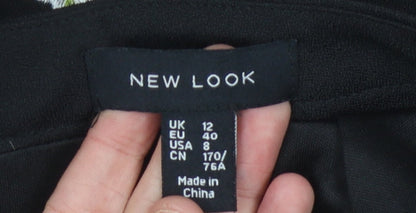 NEW LOOK
UK 12
EU 40
USA 8
CN 170/
76A
Made in
China